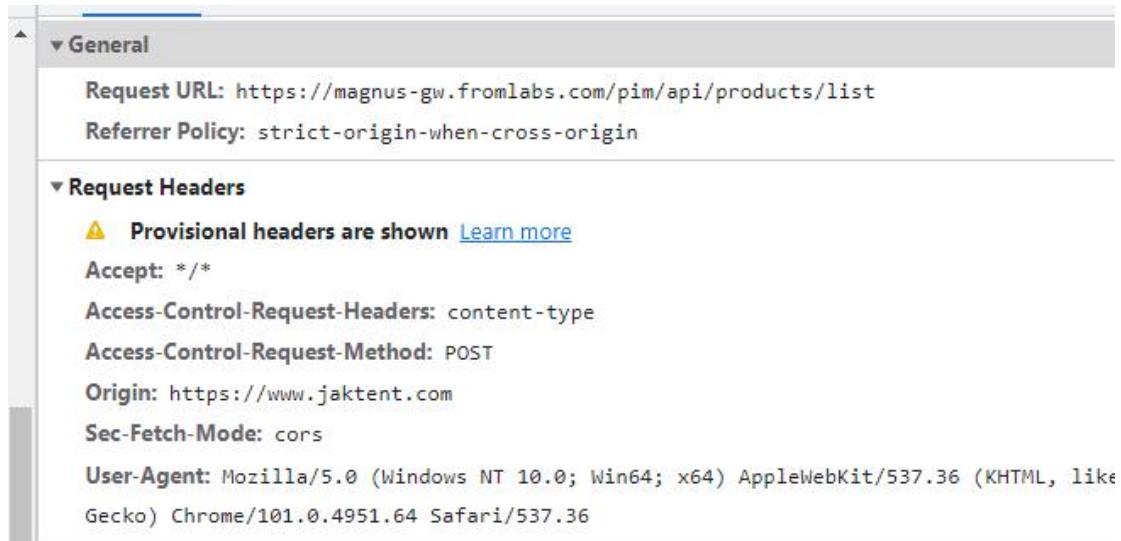 General
Request URL: https://magnus-gw.fromlabs.com/pim/api/products/list
Referrer Policy: strict-origin-when-cross-origin
Request Headers
Provisional headers are shown Learn more
Accept: */*
Access-Control-Request-Headers: content-type
Access-Control-Request-Method: POST
Origin: https://www.jaktent.com
Sec-Fetch-Mode: cors
User-Agent: Mozilla/5.0 (Windows NT 10.0; Win64; x64) AppleWebKit/537.36 (KHTML, like
Gecko) Chrome/101.0.4951.64 Safari/537.36